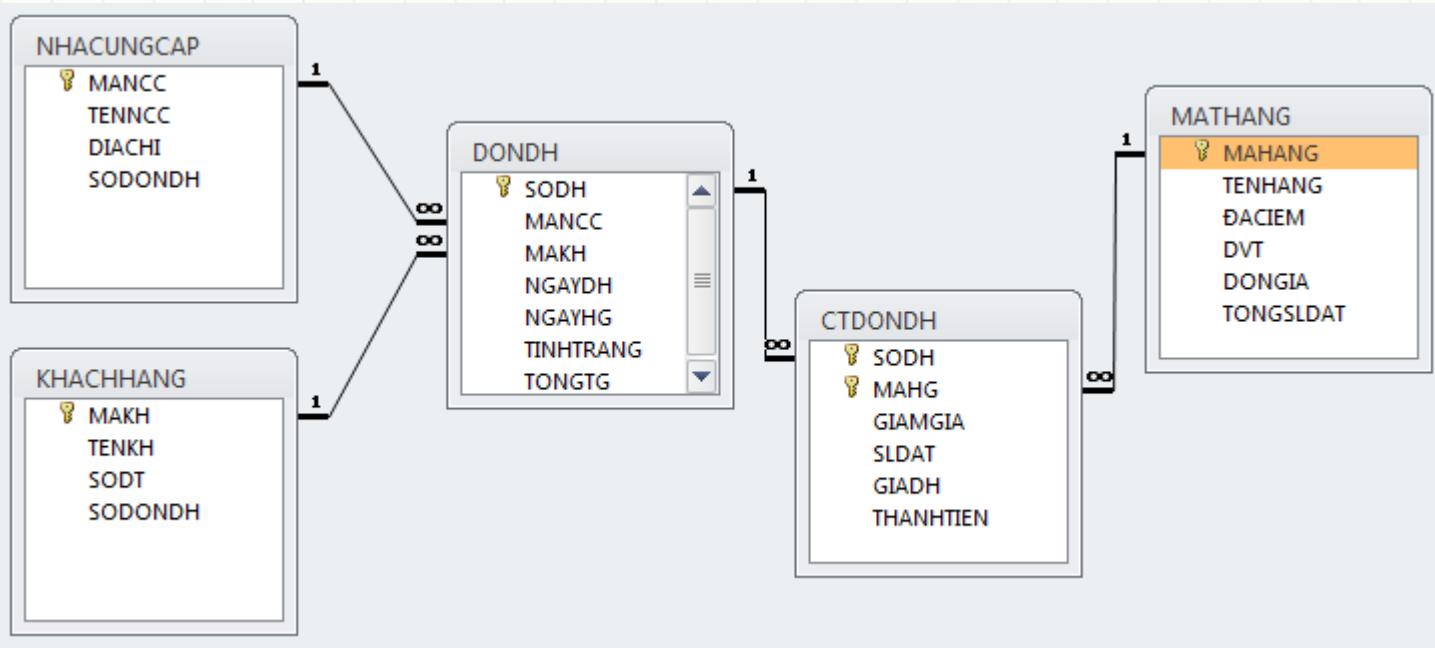 NHACUNGCAP
MANCC
TENNCC
DIACHI
SODONDH
1
∞
KHACHHANG
MAKH
TENKH
SODT
SODONDH
1
∞
DONDH
SODH
MANCC
MAKH
NGAYDH
NGAYHG
TINHTRANG
TONGTG
1
∞
CTDONDH
SODH
MAHG
GIAMGIA
SLDAT
GIADH
THANHTIEN
∞
1
MATHANG
MAHANG
TENHANG
ĐACIEM
DVT
DONGIA
TONGSLDAT